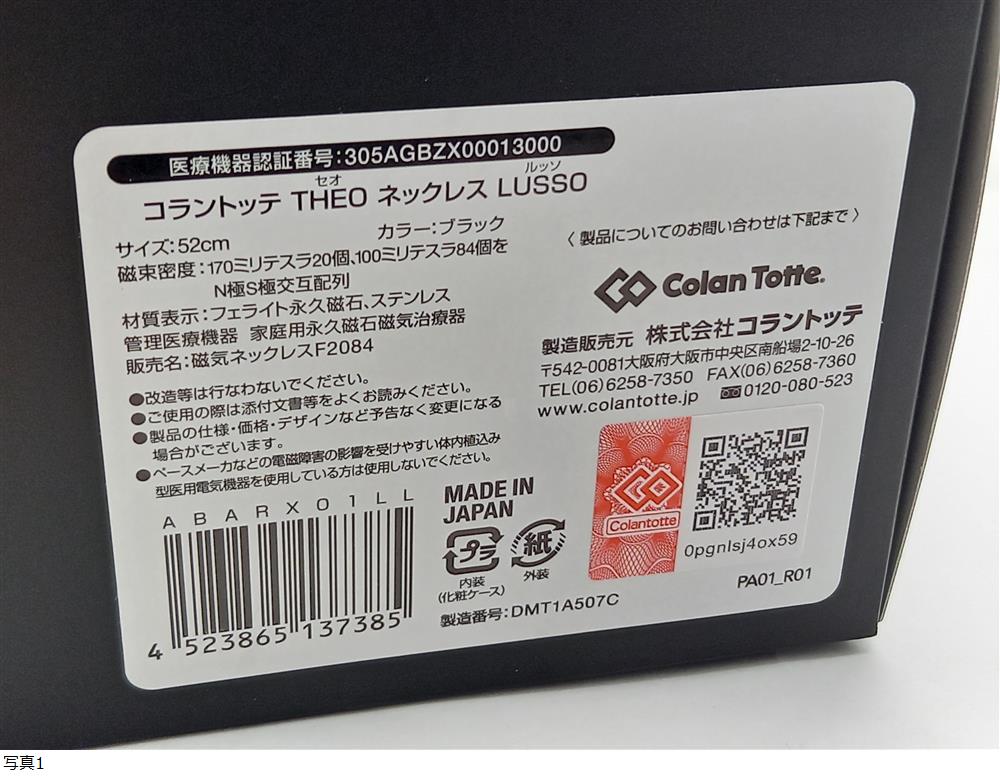 医療機器認証番号:305AGBZX00013000
セオ ルッソ
コラントッテ THEO ネックレス LUSSO
サイズ:52cm カラー:ブラック
磁束密度:170ミリテスラ20個、100ミリテスラ84個を
N極S極交互配列
材質表示:フェライト永久磁石、ステンレス
管理医療機器 家庭用永久磁石磁気治療器
販売名:磁気ネックレスF2084
●改造等は行なわないでください。
●ご使用の際は添付文書等をよくお読みください。
●製品の仕様・価格・デザインなど予告なく変更になる
場合がございます。
●ペースメーカなどの電磁障害の影響を受けやすい体内植込み
型医用電気機器を使用している方は使用しないでください。
ABARX01LL
4 523865 137385
MADE IN
JAPAN
プラ
紙
内装
(化粧ケース)
外装
製造番号:DMT1A507C
〈 製品についてのお問い合わせは下記まで 〉
Colan Totte®
製造販売元 株式会社コラントッテ
〒542-0081大阪府大阪市中央区南船場2-10-26
TEL(06)6258-7350 FAX(06)6258-7360
www.colantotte.jp 0120-080-523
Colantotte
0pgnlsj4ox59
PA01_R01
写真1